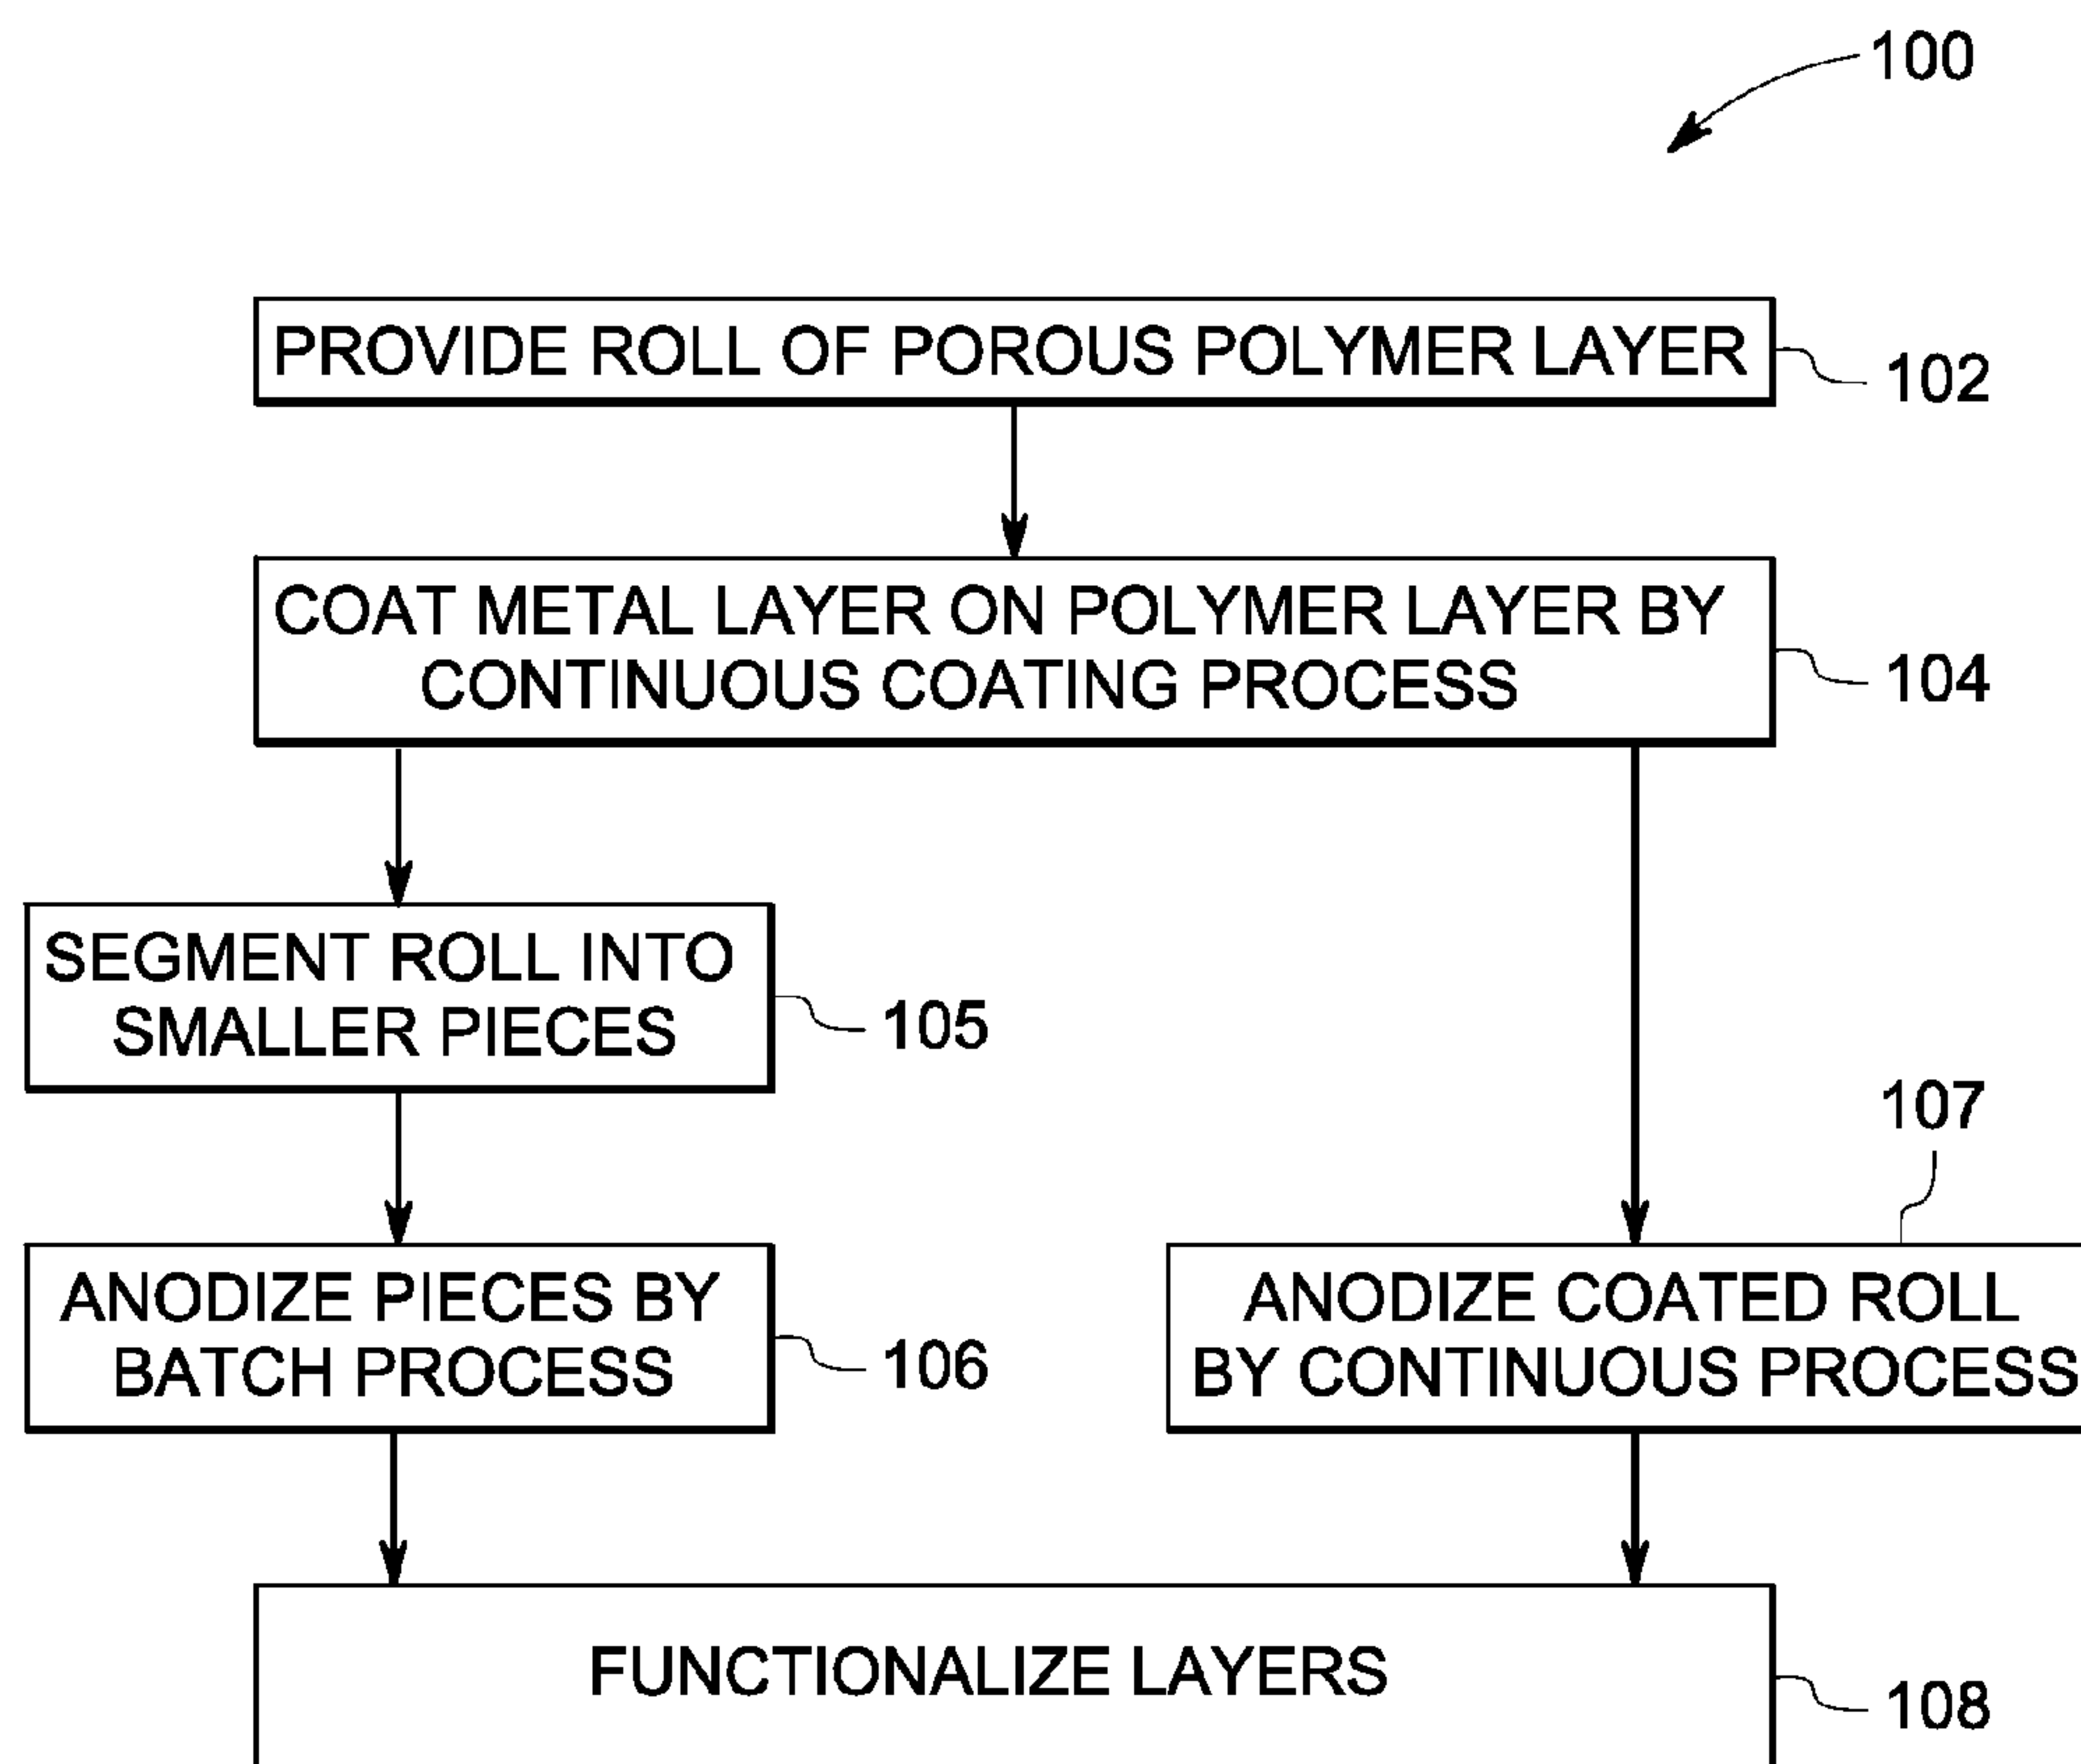 100
PROVIDE ROLL OF POROUS POLYMER LAYER
102
COAT METAL LAYER ON POLYMER LAYER BY
CONTINUOUS COATING PROCESS
104
SEGMENT ROLL INTO
SMALLER PIECES
105
107
ANODIZE PIECES BY
BATCH PROCESS
106
ANODIZE COATED ROLL
BY CONTINUOUS PROCESS
FUNCTIONALIZE LAYERS
108